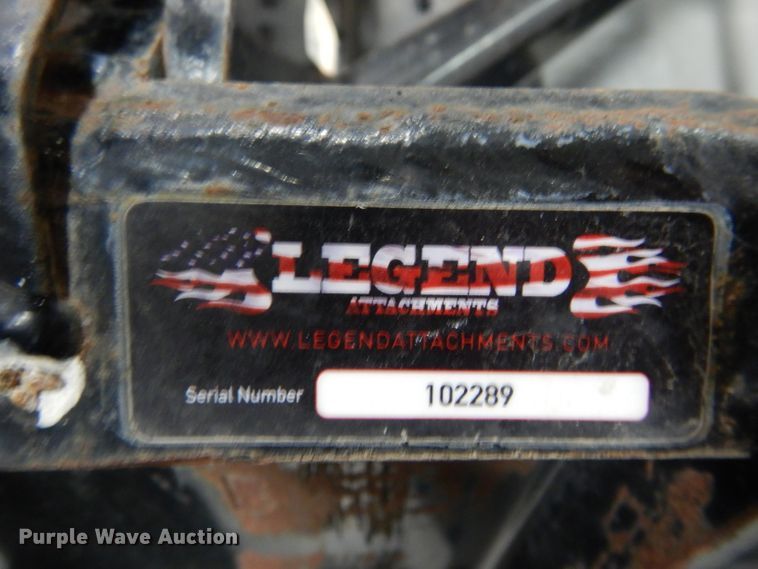 LEGEND
ATTACHMENTS
WWW.LEGENDATTACHMENTS.COM
Serial Number 102289
Purple Wave Auction